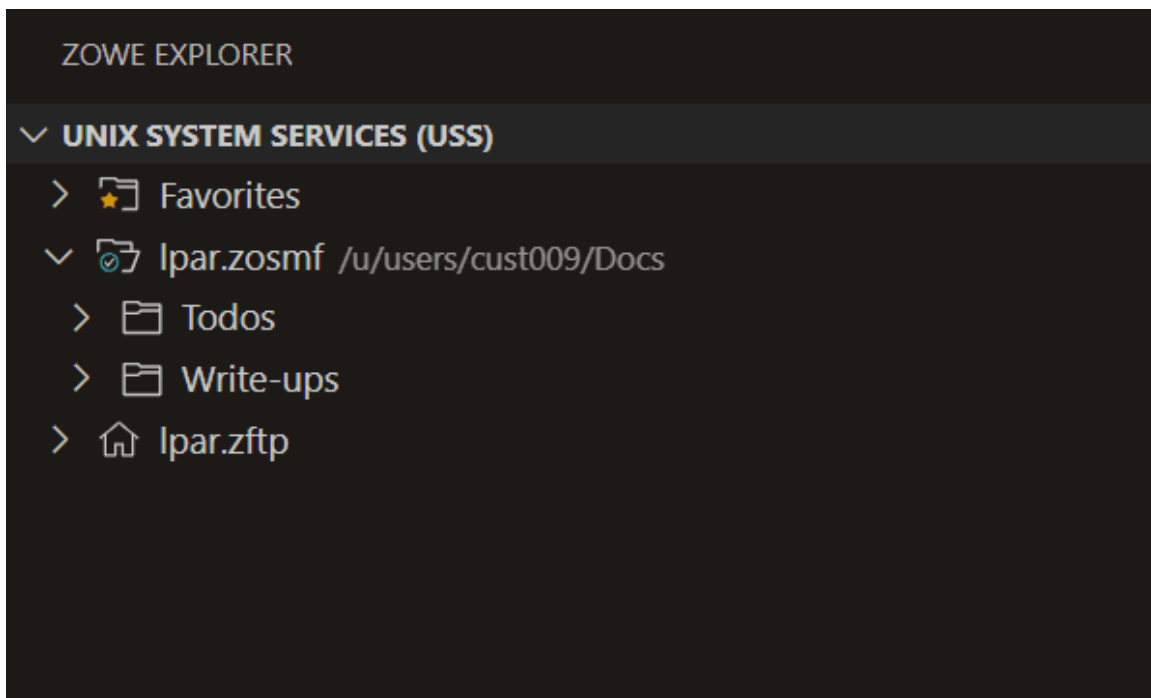 ZOWE EXPLORER
UNIX SYSTEM SERVICES (USS)
Favorites
lpar.zosmf /u/users/cust009/Docs
Todos
Write-ups
lpar.zftp